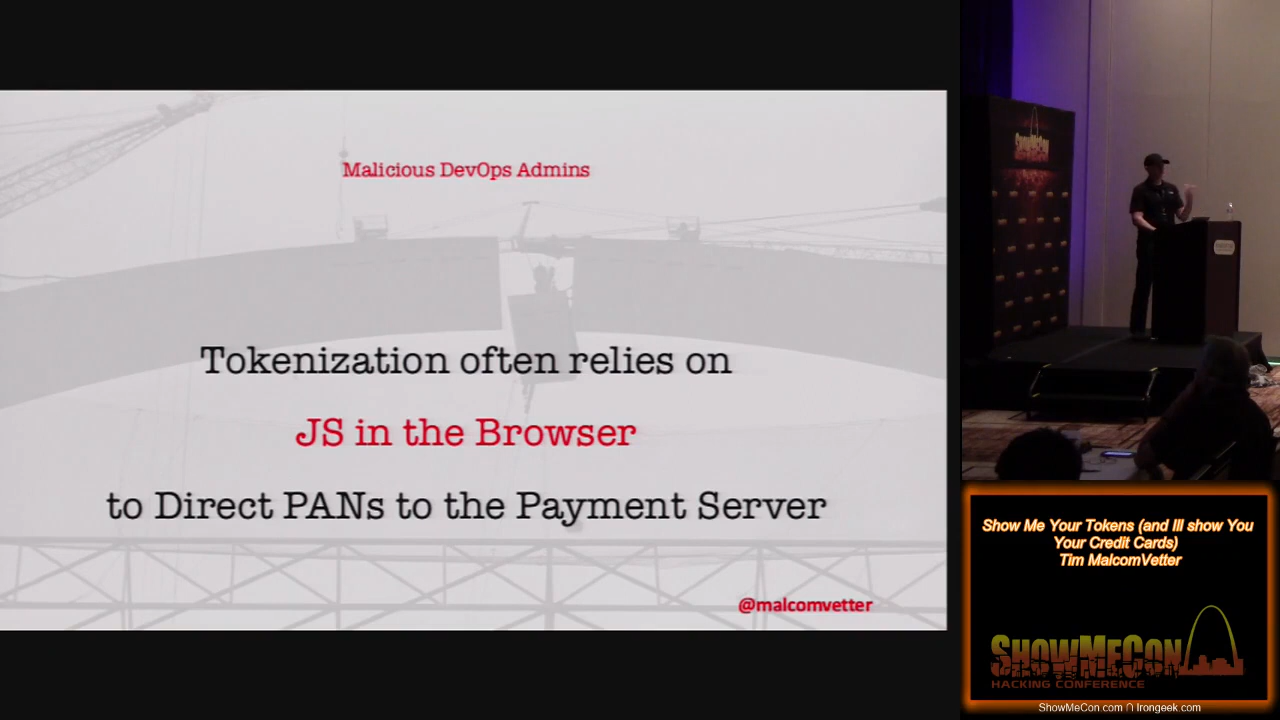 Malicious DevOps Admins
Tokenization often relies on
JS in the Browser
to Direct PANs to the Payment Server
@malcomvetter
SHOWMECON
Show Me Your Tokens (and Ill show You
Your Credit Cards)
Tim MalcomVetter
SHOWMECON
HACKING CONFERENCE
ShowMeCon.com ∩ Irongeek.com